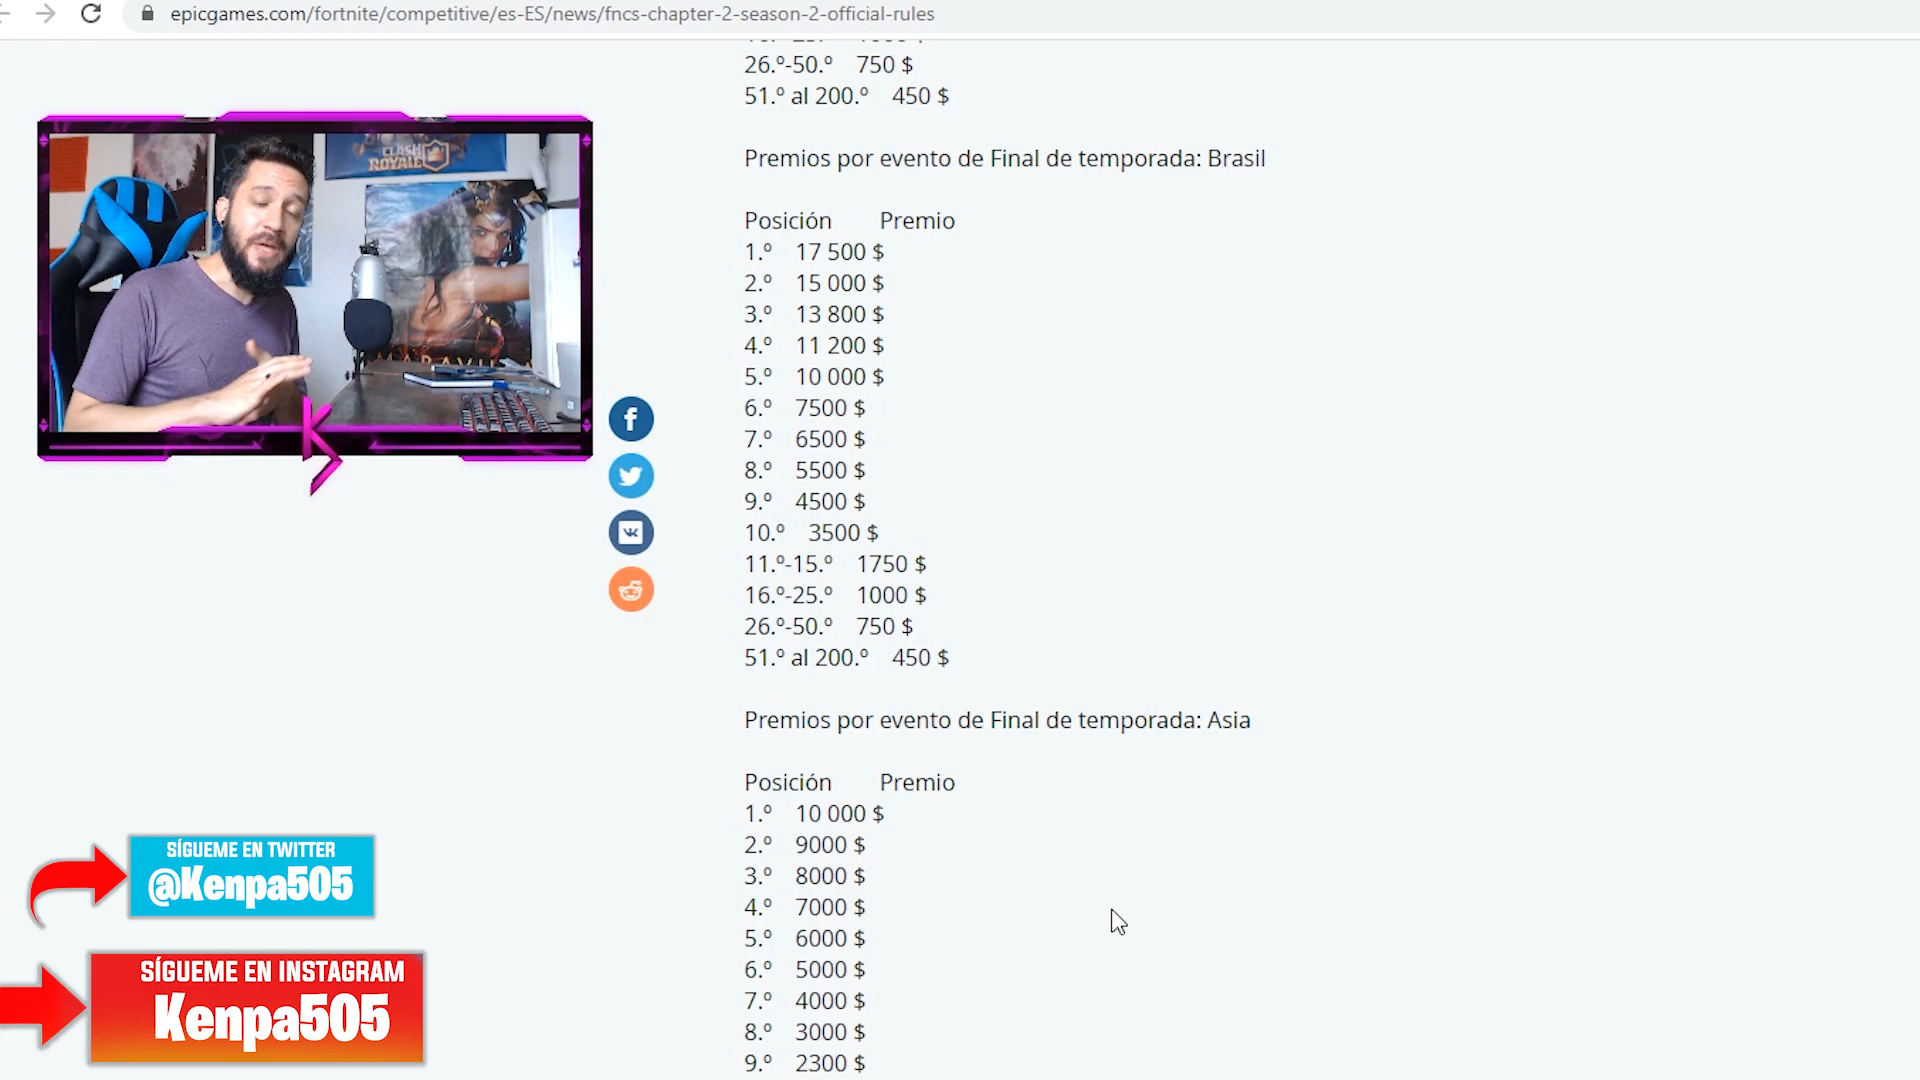 epicgames.com/fortnite/competitive/es-ES/news/fncs-chapter-2-season-2-official-rules
26.º-50.º 750 $
51.º al 200.º 450 $
Premios por evento de Final de temporada: Brasil
Posición Premio
1.º 17 500 $
2.º 15 000 $
3.º 13 800 $
4.º 11 200 $
5.º 10 000 $
6.º 7500 $
7.º 6500 $
8.º 5500 $
9.º 4500 $
10.º 3500 $
11.º-15.º 1750 $
16.º-25.º 1000 $
26.º-50.º 750 $
51.º al 200.º 450 $
Premios por evento de Final de temporada: Asia
Posición Premio
1.º 10 000 $
2.º 9000 $
3.º 8000 $
4.º 7000 $
5.º 6000 $
6.º 5000 $
7.º 4000 $
8.º 3000 $
9.º 2300 $
CLASH
ROYALE
K
SÍGUEME EN TWITTER
@Kenpa505
SÍGUEME EN INSTAGRAM
Kenpa505